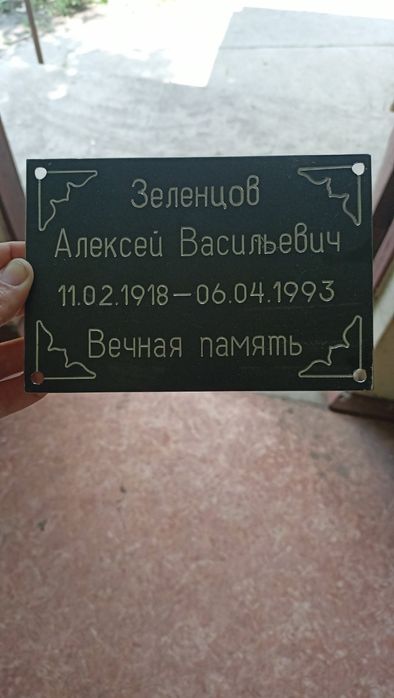 Зеленцов
Алексей Васильевич
11.02.1918—06.04.1993
Вечная память